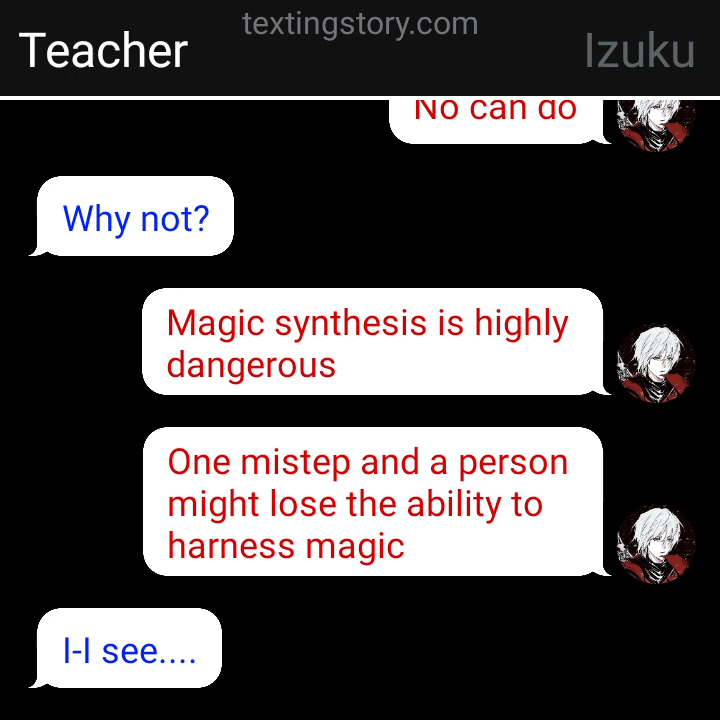 textingstory.com
Teacher
Izuku
No can do
Why not?
Magic synthesis is highly
dangerous
One mistep and a person
might lose the ability to
harness magic
I-I see....